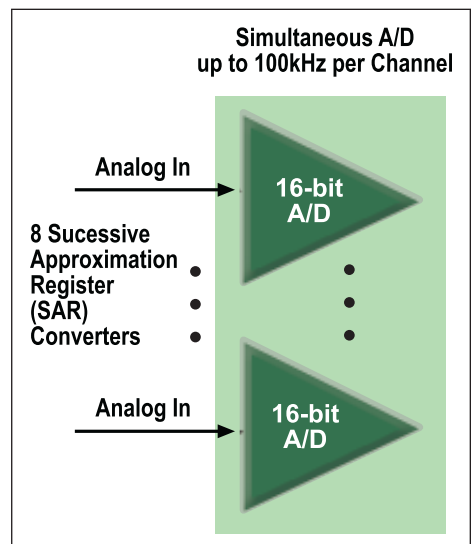 Simultaneous A/D
up to 100kHz per Channel
Analog In
16-bit
A/D
8 Sucessive
Approximation
Register
(SAR)
Converters
Analog In
16-bit
A/D